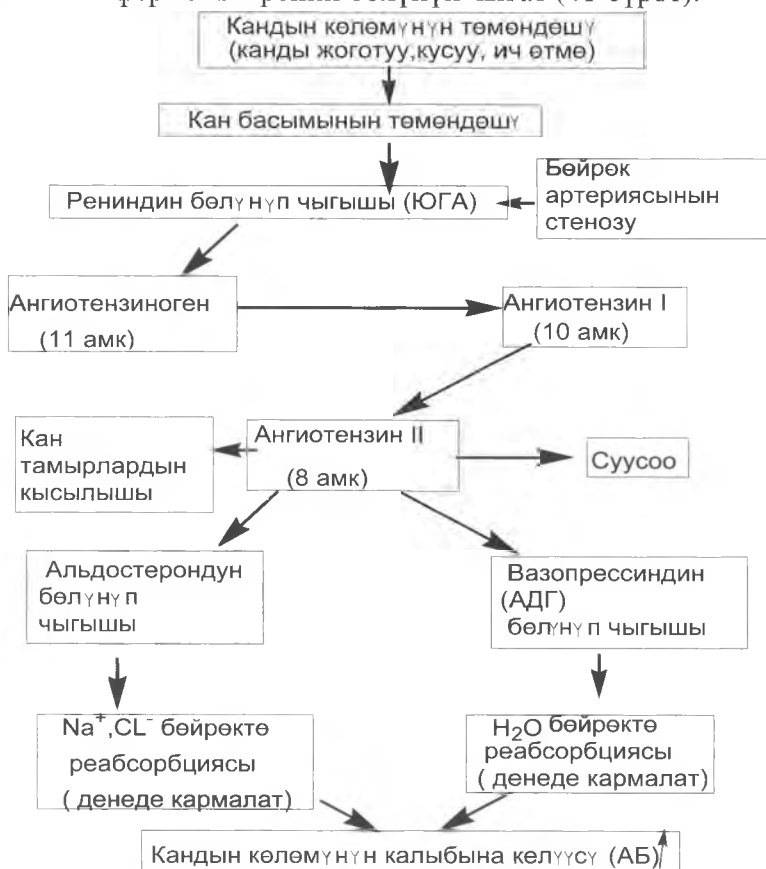 Кандын көлөмүнүн төмөндөшү
(канды жоготуу,кусуу, ич өтмө)
Кан басымынын төмөндөшү
Бөйрөк
артериясынын
стенозу
Рениндин бөлүнүп чыгышы (ЮГА)
Ангиотензиноген
(11 амк)
Ангиотензин I
(10 амк)
Кан
тамырлардын
кысылышы
Ангиотензин II
(8 амк)
Суусоо
Альдостерондун
бөлүнүп
чыгышы
Вазопрессиндин
(АДГ)
бөлүнүп чыгышы
Na⁺,CL⁻ бөйрөктө
реабсорбциясы
( денеде кармалат)
H₂O бөйрөктө
реабсорбциясы
( денеде кармалат)
Кандын көлөмүнүн калыбына келүүсү (АБ)